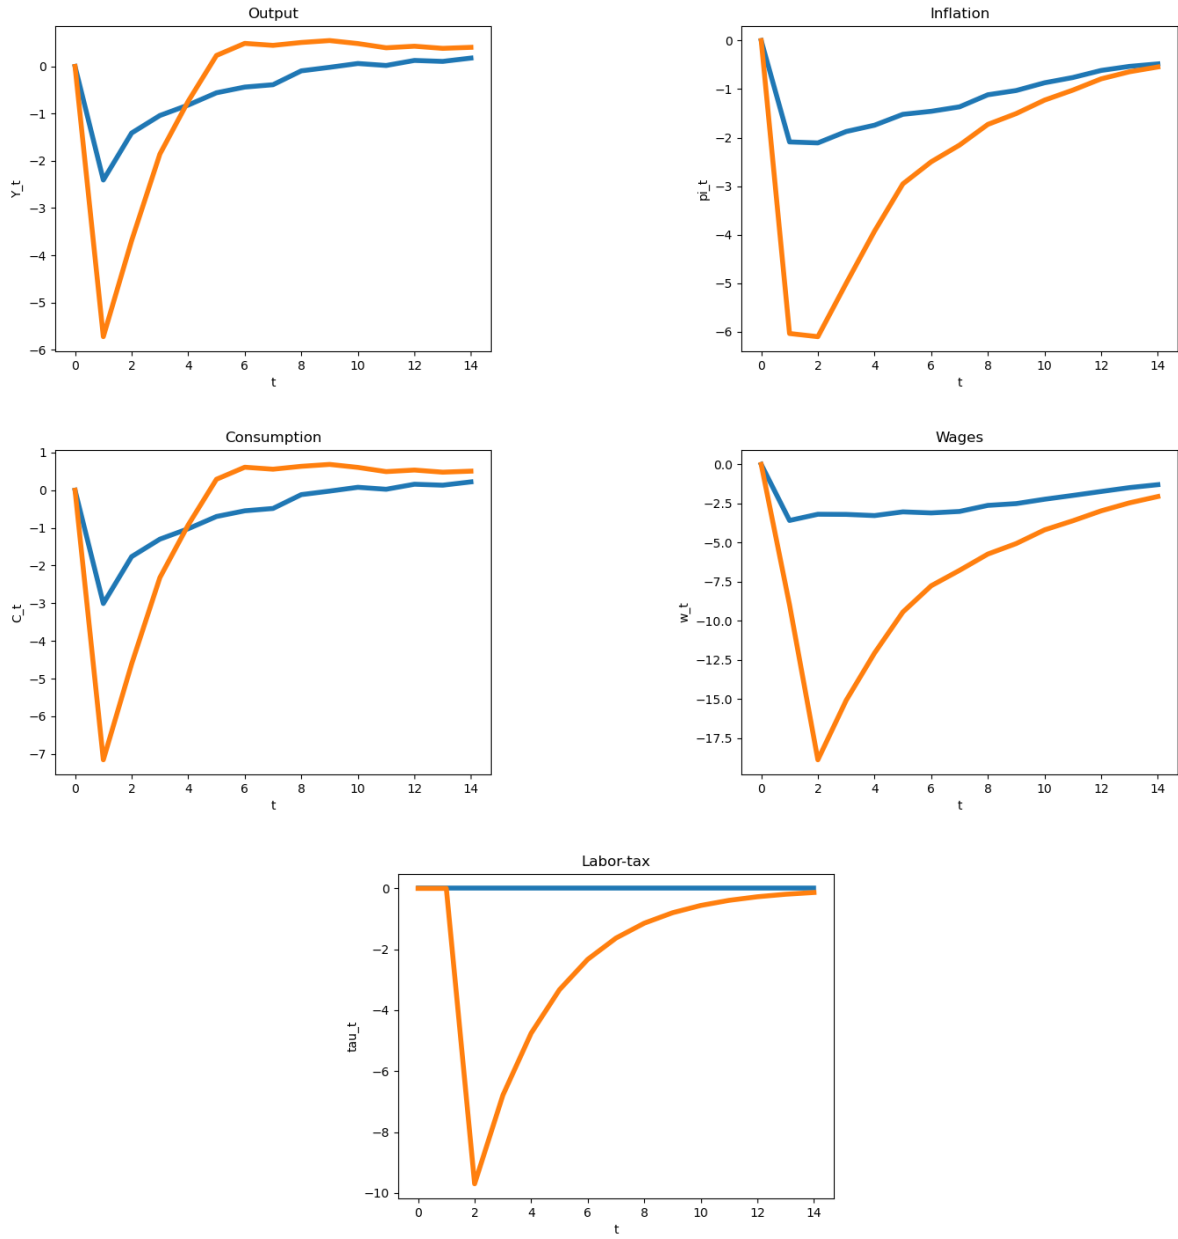 Output
0
−1
−2
−3
−4
−5
−6
Y_t
0 2 4 6 8 10 12 14
t
Inflation
0
−1
−2
−3
−4
−5
−6
pi_t
0 2 4 6 8 10 12 14
t
Consumption
1
0
−1
−2
−3
−4
−5
−6
−7
C_t
0 2 4 6 8 10 12 14
t
Wages
0.0
−2.5
−5.0
−7.5
−10.0
−12.5
−15.0
−17.5
w_t
0 2 4 6 8 10 12 14
t
Labor-tax
0
−2
−4
−6
−8
−10
tau_t
0 2 4 6 8 10 12 14
t